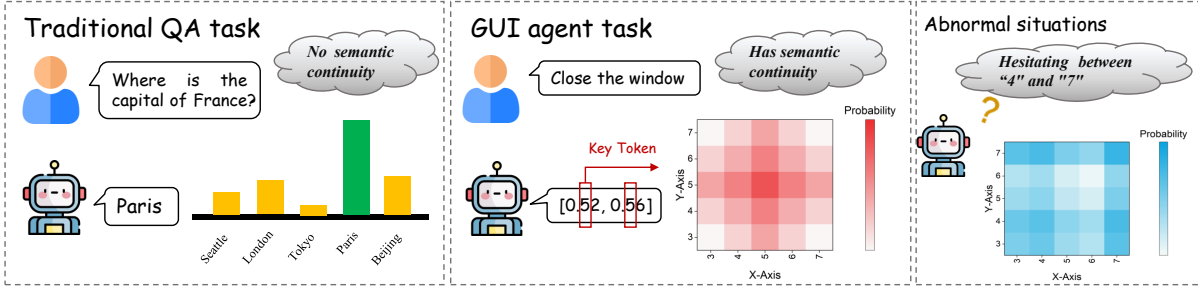 Traditional QA task
No semantic
continuity
Where is the
capital of France?
Paris
Seattle
London
Tokyo
Paris
Beijing
GUI agent task
Has semantic
continuity
Close the window
Key Token
[0.52, 0.56]
Probability
Y-Axis
7
6
5
4
3
3
4
5
6
7
X-Axis
Abnormal situations
Hesitating between
"4" and "7"
?
Probability
Y-Axis
7
6
5
4
3
3
4
5
6
7
X-Axis